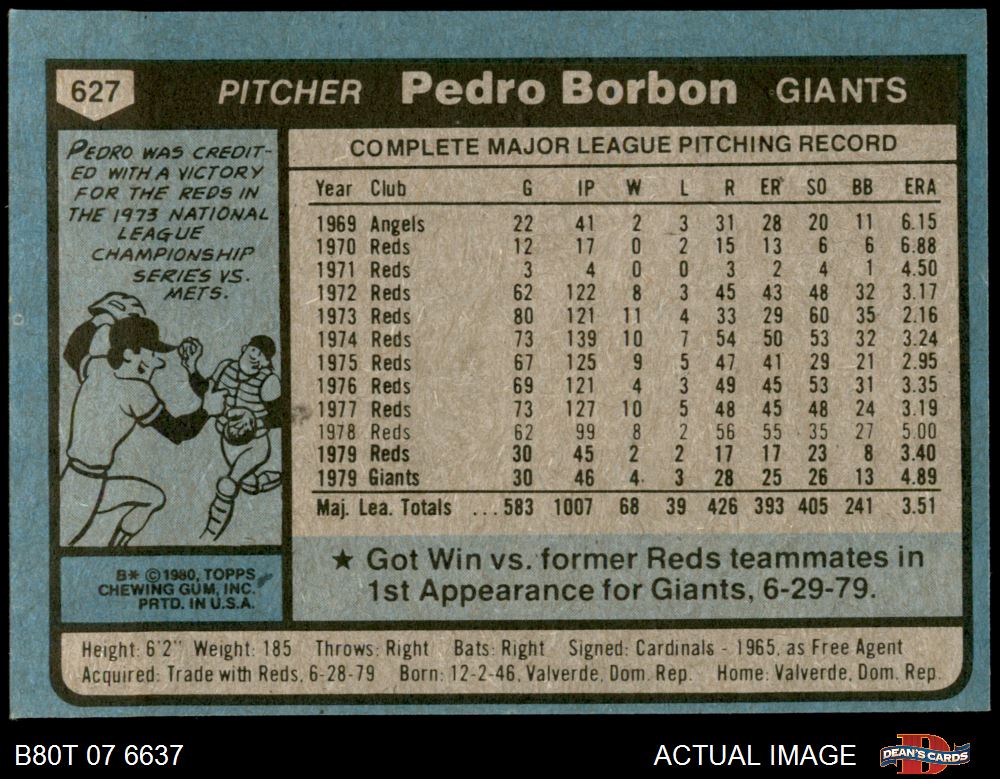 627 PITCHER Pedro Borbon GIANTS
PEDRO WAS CREDIT-
ED WITH A VICTORY
FOR THE REDS IN
THE 1973 NATIONAL
LEAGUE
CHAMPIONSHIP
SERIES VS.
METS.
COMPLETE MAJOR LEAGUE PITCHING RECORD
Year Club G IP W L R ER SO BB ERA
1969 Angels 22 41 2 3 31 28 20 11 6.15
1970 Reds 12 17 0 2 15 13 6 6 6.88
1971 Reds 3 4 0 0 3 2 4 1 4.50
1972 Reds 62 122 8 3 45 43 48 32 3.17
1973 Reds 80 121 11 4 33 29 60 35 2.16
1974 Reds 73 139 10 7 54 50 53 32 3.24
1975 Reds 67 125 9 5 47 41 29 21 2.95
1976 Reds 69 121 4 3 49 45 53 31 3.35
1977 Reds 73 127 10 5 48 45 48 24 3.19
1978 Reds 62 99 8 2 56 55 35 27 5.00
1979 Reds 30 45 2 2 17 17 23 8 3.40
1979 Giants 30 46 4 3 28 25 26 13 4.89
Maj. Lea. Totals ...583 1007 68 39 426 393 405 241 3.51
★ Got Win vs. former Reds teammates in
1st Appearance for Giants, 6-29-79.
B* © 1980, TOPPS
CHEWING GUM, INC.
PRTD. IN U.S.A.
Height: 6'2" Weight: 185 Throws: Right Bats: Right Signed: Cardinals - 1965, as Free Agent
Acquired: Trade with Reds, 6-28-79 Born: 12-2-46, Valverde, Dom. Rep. Home: Valverde, Dom. Rep.
B80T 07 6637 ACTUAL IMAGE DEAN'S CARDS